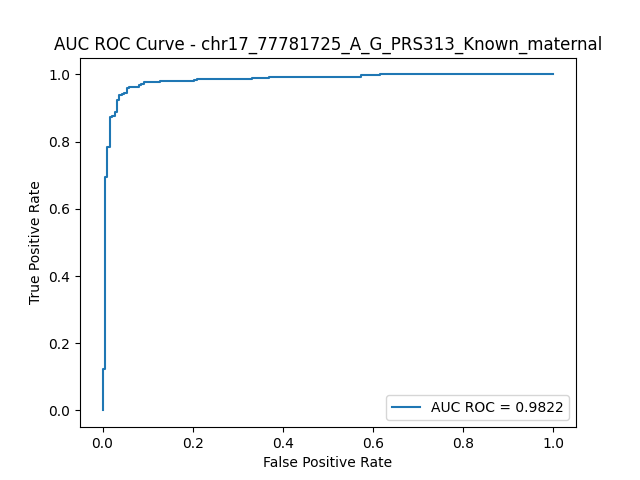 AUC ROC Curve - chr17_77781725_A_G_PRS313_Known_maternal
1.0
0.8
0.6
0.4
0.2
0.0
True Positive Rate
AUC ROC = 0.9822
0.0 0.2 0.4 0.6 0.8 1.0
False Positive Rate